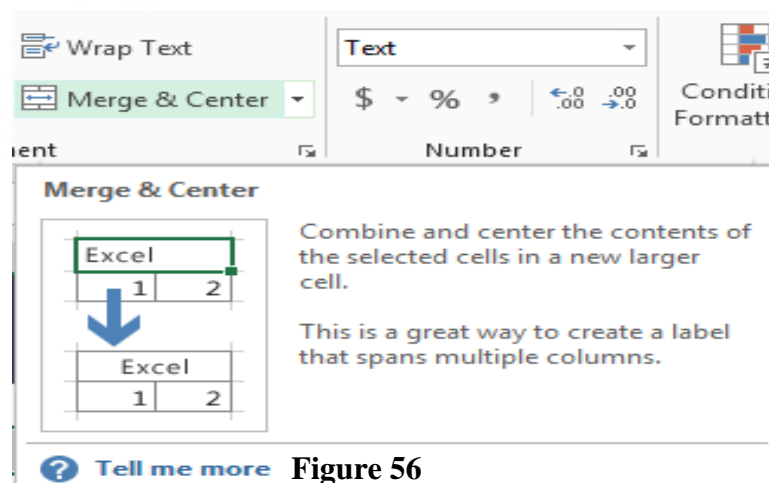 Wrap Text
Text
Merge & Center
$ % ,
←.0 .00
.00 →.0
Conditi
Formatt
ent
Number
Merge & Center
Excel
1 2
Excel
1 2
Combine and center the contents of
the selected cells in a new larger
cell.
This is a great way to create a label
that spans multiple columns.
? Tell me more
Figure 56